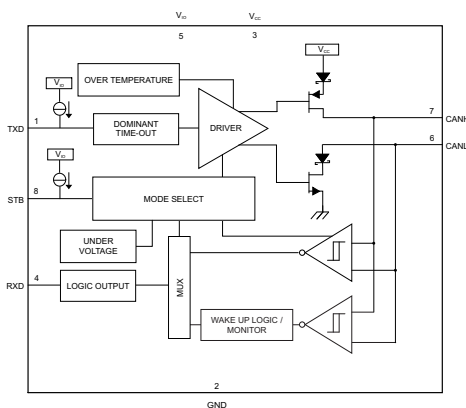 VIO VCC
5 3
VCC
VIO
OVER TEMPERATURE
1
TXD
DOMINANT
TIME-OUT
DRIVER
7
CANH
6
CANL
VIO
8
STB
MODE SELECT
UNDER
VOLTAGE
4
RXD
LOGIC OUTPUT
MUX
WAKE UP LOGIC /
MONITOR
2
GND